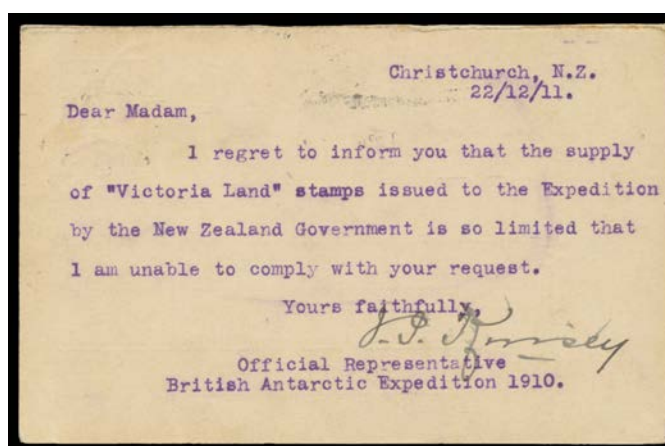 Christchurch, N.Z.
22/12/11.
Dear Madam,
I regret to inform you that the supply
of "Victoria Land" stamps issued to the Expedition
by the New Zealand Government is so limited that
I am unable to comply with your request.
Yours faithfully,
J. J. Kinsey
Official Representative
British Antarctic Expedition 1910.